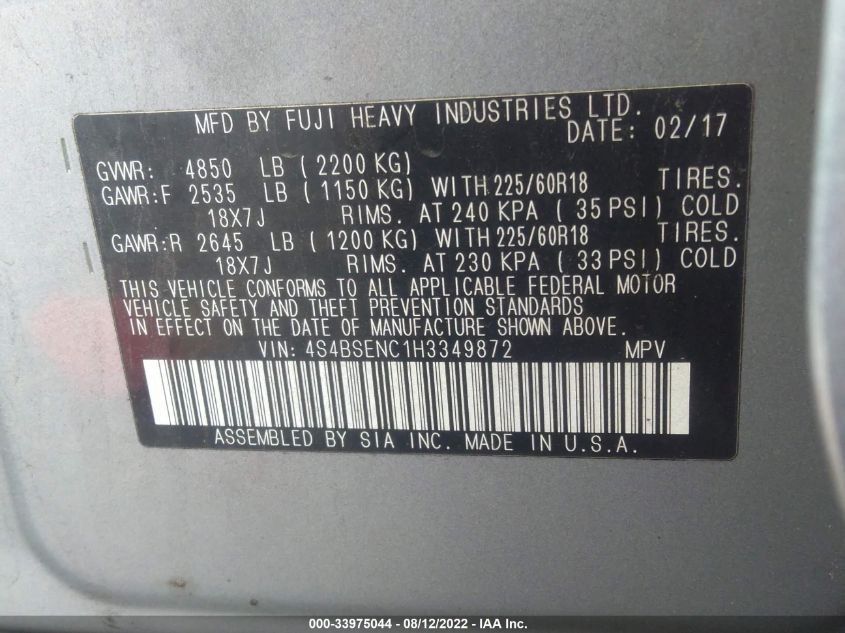 MFD BY FUJI HEAVY INDUSTRIES LTD.
DATE: 02/17
GVWR: 4850 LB ( 2200 KG)
GAWR:F 2535 LB ( 1150 KG) WITH 225/60R18 TIRES.
18X7J RIMS. AT 240 KPA ( 35 PSI) COLD
GAWR:R 2645 LB ( 1200 KG) WITH 225/60R18 TIRES.
18X7J RIMS. AT 230 KPA ( 33 PSI) COLD
THIS VEHICLE CONFORMS TO ALL APPLICABLE FEDERAL MOTOR
VEHICLE SAFETY AND THEFT PREVENTION STANDARDS
IN EFFECT ON THE DATE OF MANUFACTURE SHOWN ABOVE.
VIN: 4S4BSENC1H3349872 MPV
ASSEMBLED BY SIA INC. MADE IN U.S.A.
000-33975044 - 08/12/2022 - IAA Inc.